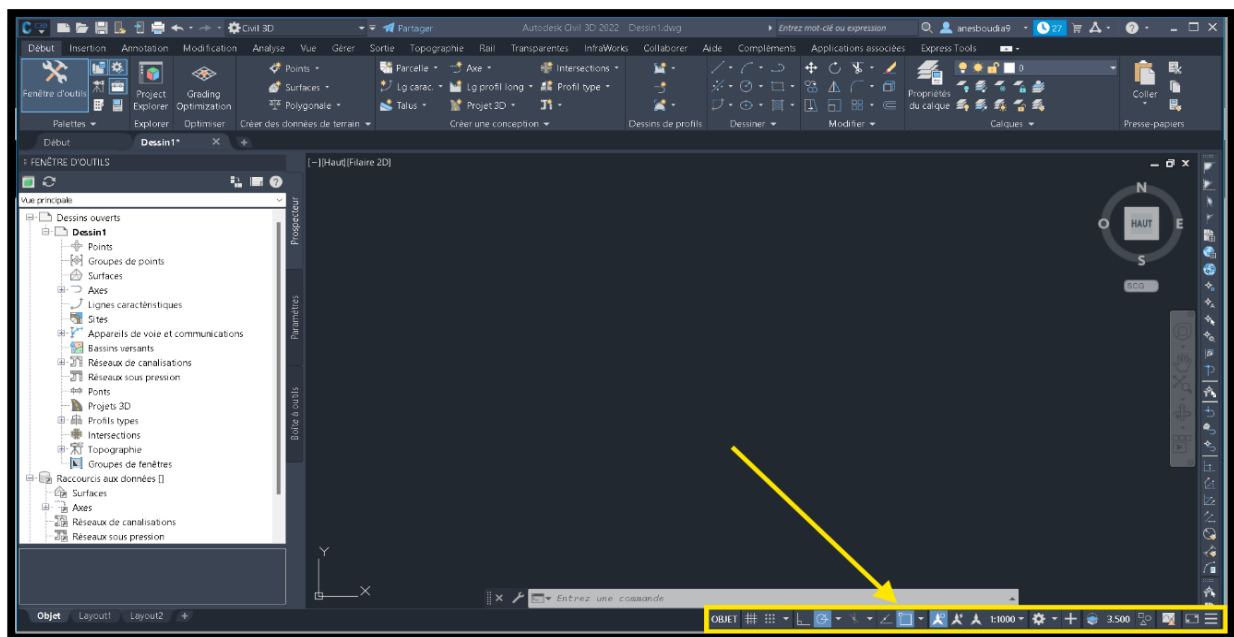 C3D Civil 3D Partager Autodesk Civil 3D 2022 Dessin1.dwg Entrez mot-clé ou expression anesboudia9 27
Début Insertion Annotation Modification Analyse Vue Gérer Sortie Topographie Rail Transparentes InfraWorks Collaborer Aide Compléments Applications associées Express Tools
Fenêtre d'outils
Palettes
Project Explorer
Explorer
Grading Optimization
Optimiser
Points
Surfaces
Polygonale
Créer des données de terrain
Parcelle Axe Intersections
Lg carac. Lg profil long Profil type
Talus Projet 3D
Créer une conception
Dessins de profils
Dessiner
Modifier
Propriétés du calque
0
Calques
Coller
Presse-papiers
Début Dessin1* +
FENÊTRE D'OUTILS
Vue principale
Dessins ouverts
Dessin1
Points
Groupes de points
Surfaces
Axes
Lignes caractéristiques
Sites
Appareils de voie et communications
Bassins versants
Réseaux de canalisations
Réseaux sous pression
Ponts
Projets 3D
Profils types
Intersections
Topographie
Groupes de fenêtres
Raccourcis aux données []
Surfaces
Axes
Réseaux de canalisations
Réseaux sous pression
Prospecteur
Paramètres
Boîte à outils
[-][Haut][Filaire 2D]
N
O HAUT E
S
SCG
Y
X
Entrez une commande
Objet Layout1 Layout2 +
OBJET 1:1000 3.500